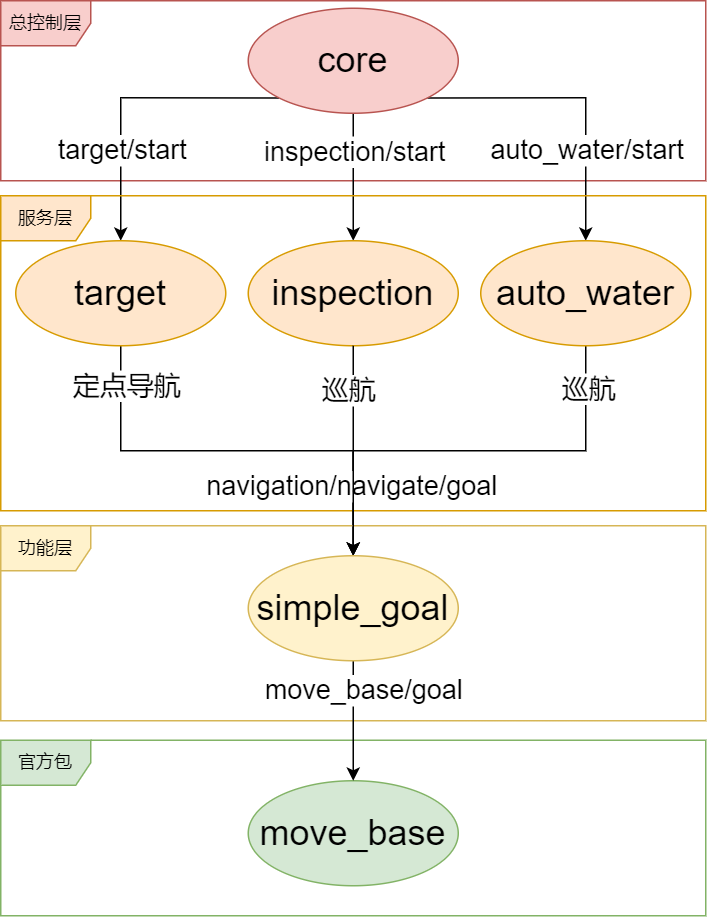 总控制层
core
target/start
inspection/start
auto_water/start
服务层
target
inspection
auto_water
定点导航
巡航
巡航
navigation/navigate/goal
功能层
simple_goal
move_base/goal
官方包
move_base